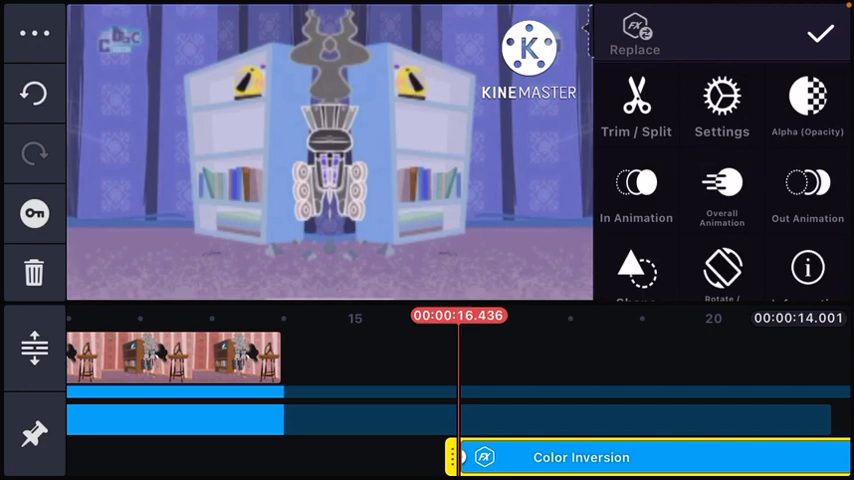 Replace
KINEMASTER
Trim / Split
Settings
Alpha (Opacity)
In Animation
Overall
Animation
Out Animation
Rotate /
15
00:00:16.436
20
00:00:14.001
FX
Color Inversion